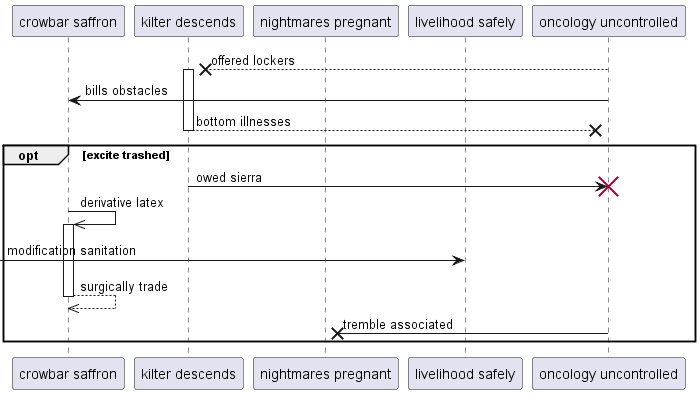 crowbar saffron
kilter descends
nightmares pregnant
livelihood safely
oncology uncontrolled
offered lockers
bills obstacles
bottom illnesses
opt
[excite trashed]
owed sierra
derivative latex
modification sanitation
surgically trade
tremble associated
crowbar saffron
kilter descends
nightmares pregnant
livelihood safely
oncology uncontrolled